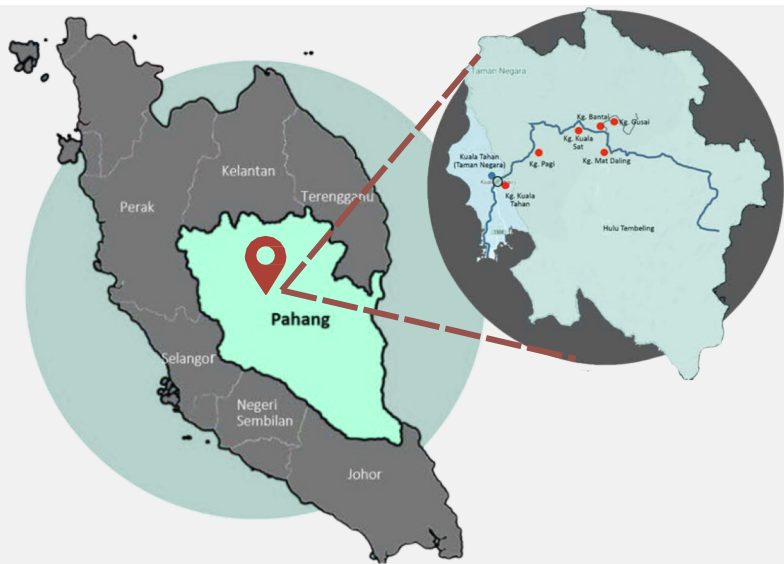 Kelantan
Terengganu
Perak
Pahang
Selangor
Negeri
Sembilan
Johor
Taman Negara
Kg. Bantal
Kg. Gusai
Kg. Kuala
Sat
Kuala Tahan
(Taman Negara)
Kg. Pagi
Kg. Mat Daling
Kg. Kuala
Tahan
Hulu Tembeling